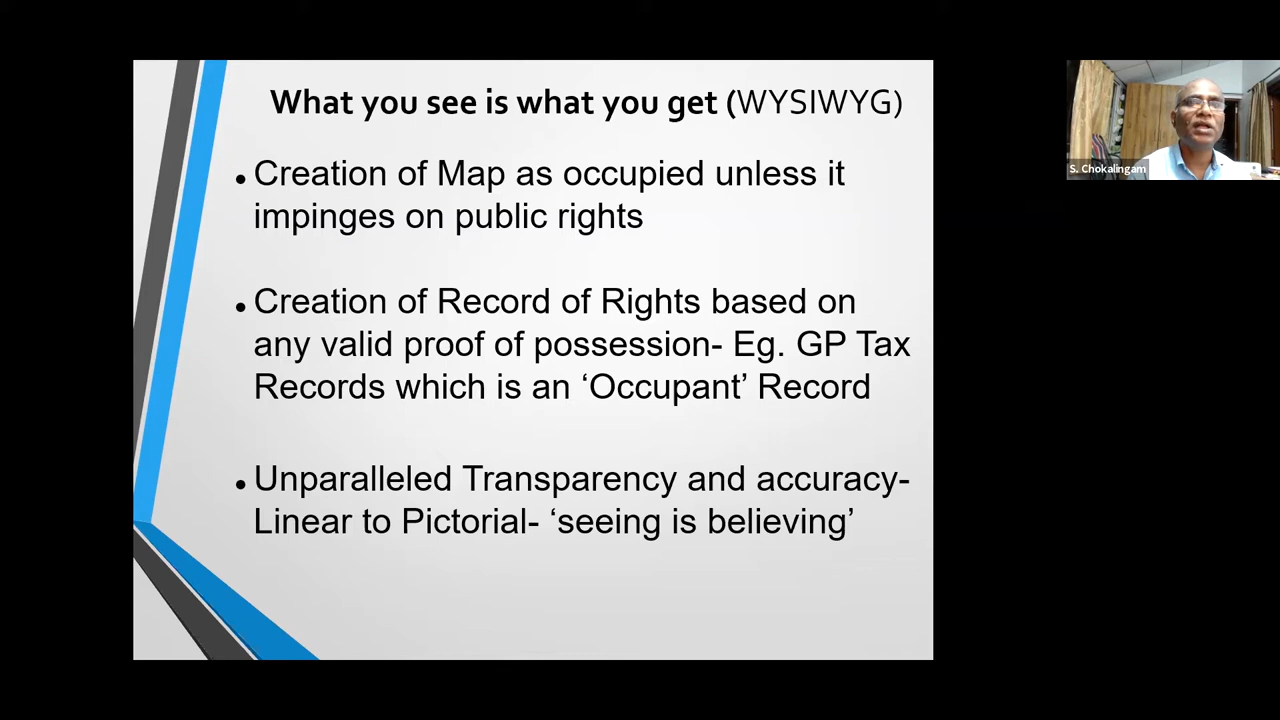 What you see is what you get (WYSIWYG)
• Creation of Map as occupied unless it
impinges on public rights
• Creation of Record of Rights based on
any valid proof of possession- Eg. GP Tax
Records which is an ‘Occupant’ Record
• Unparalleled Transparency and accuracy-
Linear to Pictorial- ‘seeing is believing’
S. Chokalingam